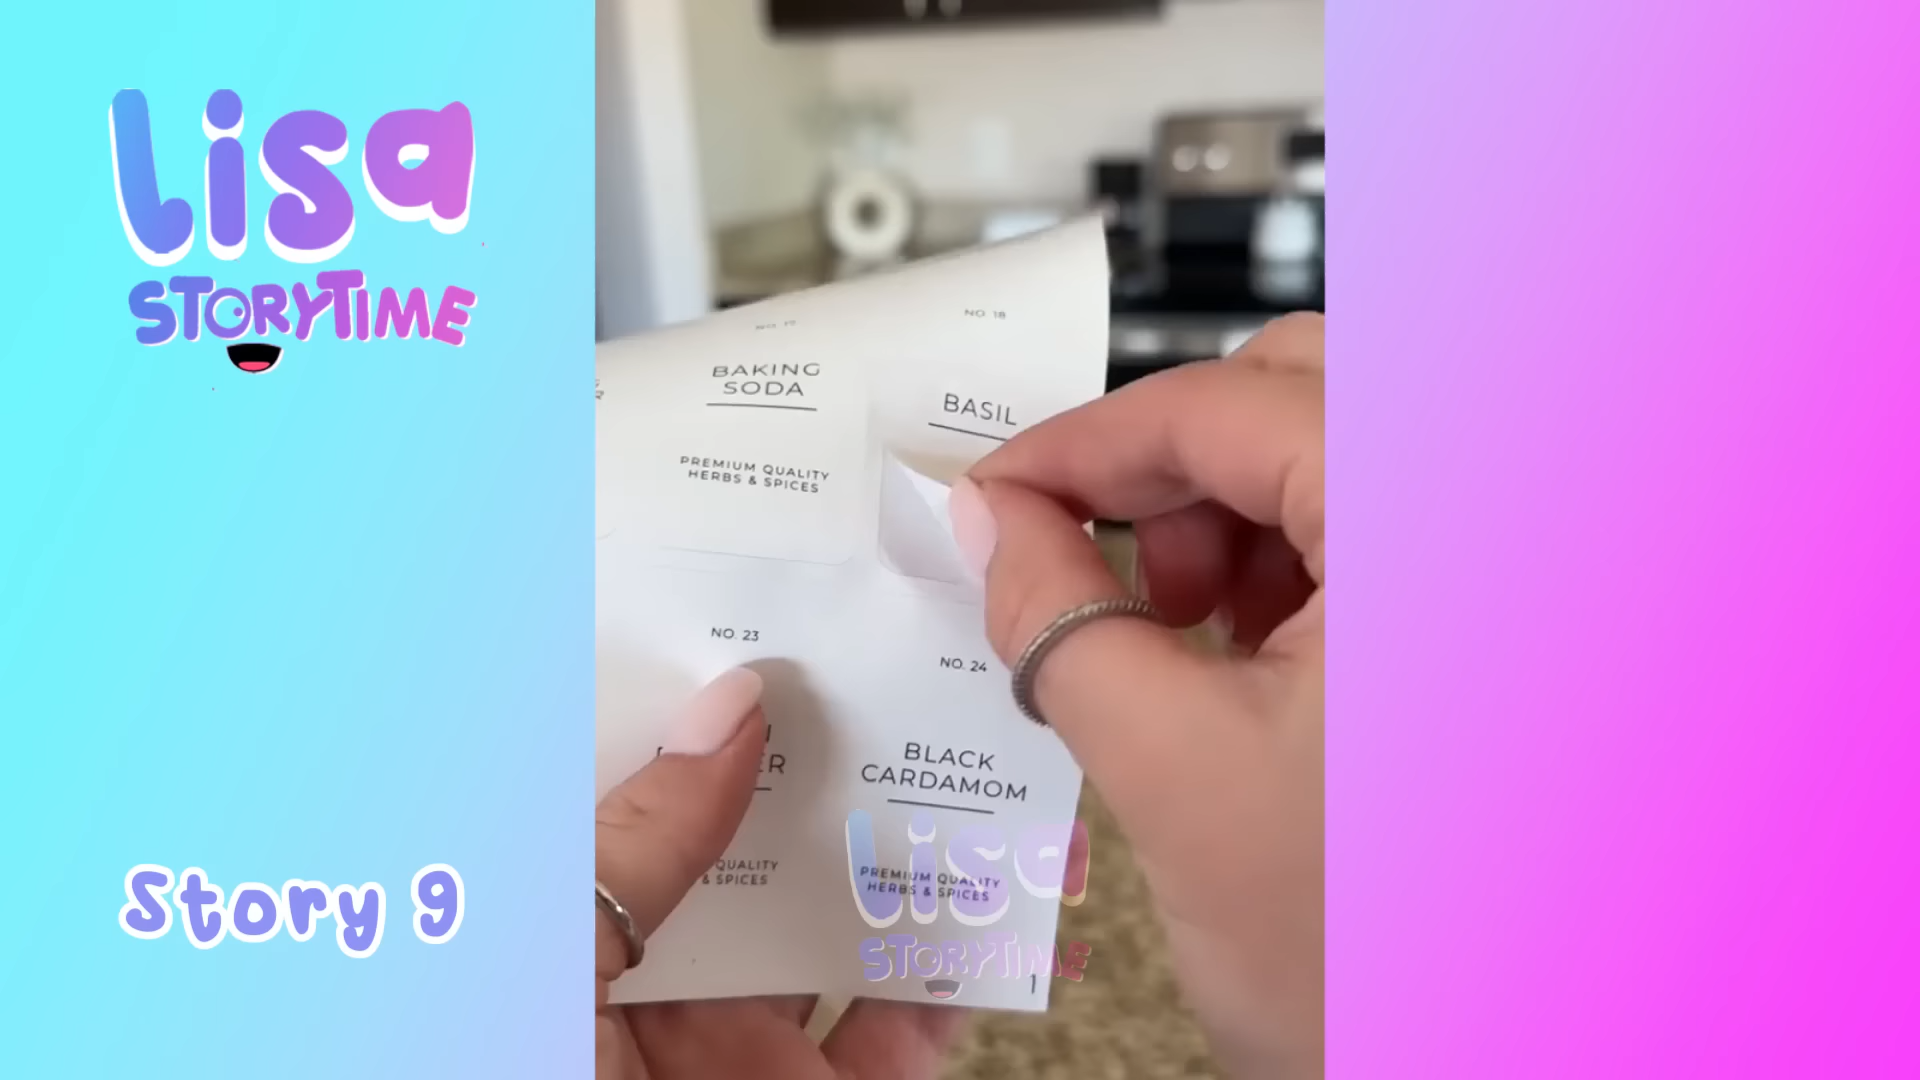 Lisa
STORYTIME
Story 9
NO. 18
BAKING
SODA
BASIL
PREMIUM QUALITY
HERBS & SPICES
NO. 23
NO. 24
BLACK
CARDAMOM
QUALITY
& SPICES
PREMIUM QUALITY
HERBS & SPICES
Lisa
STORYTIME
1